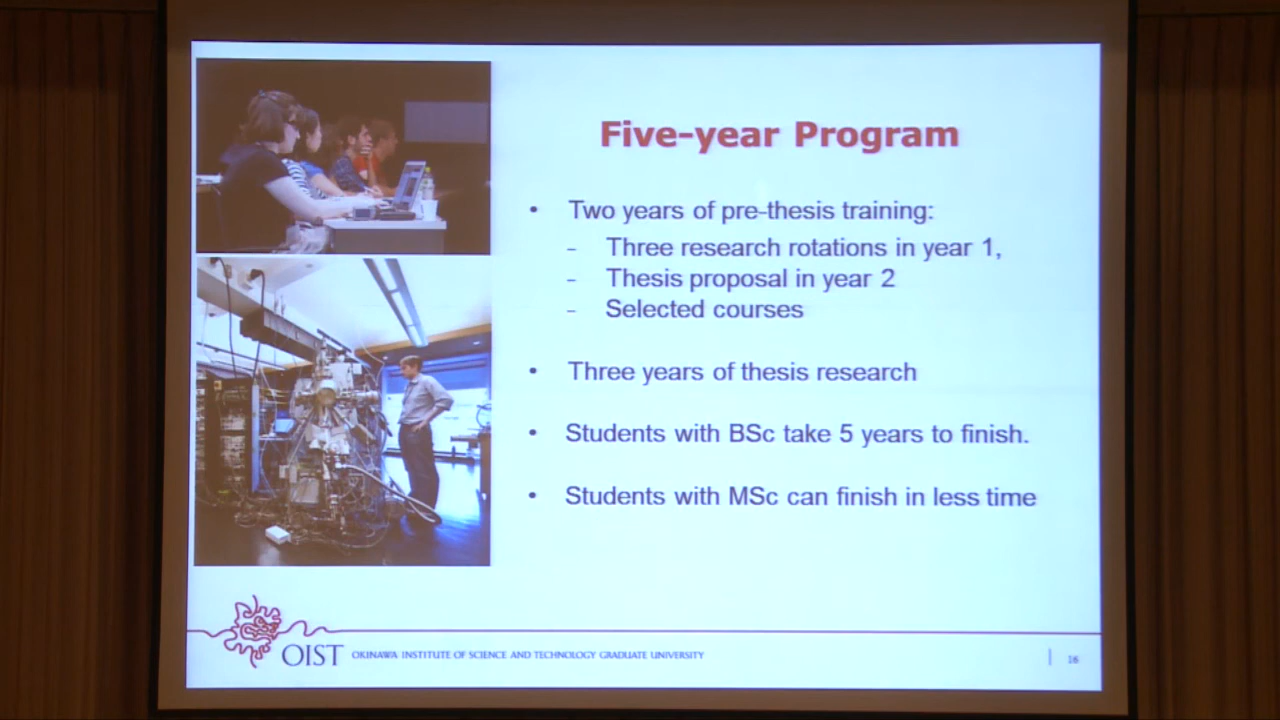 Five-year Program
• Two years of pre-thesis training:
– Three research rotations in year 1,
– Thesis proposal in year 2
– Selected courses
• Three years of thesis research
• Students with BSc take 5 years to finish.
• Students with MSc can finish in less time
OIST OKINAWA INSTITUTE OF SCIENCE AND TECHNOLOGY GRADUATE UNIVERSITY
16